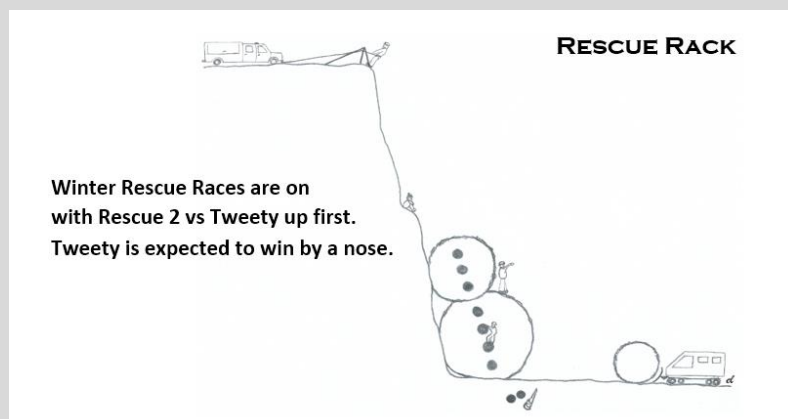 RESCUE RACK
Winter Rescue Races are on
with Rescue 2 vs Tweety up first.
Tweety is expected to win by a nose.